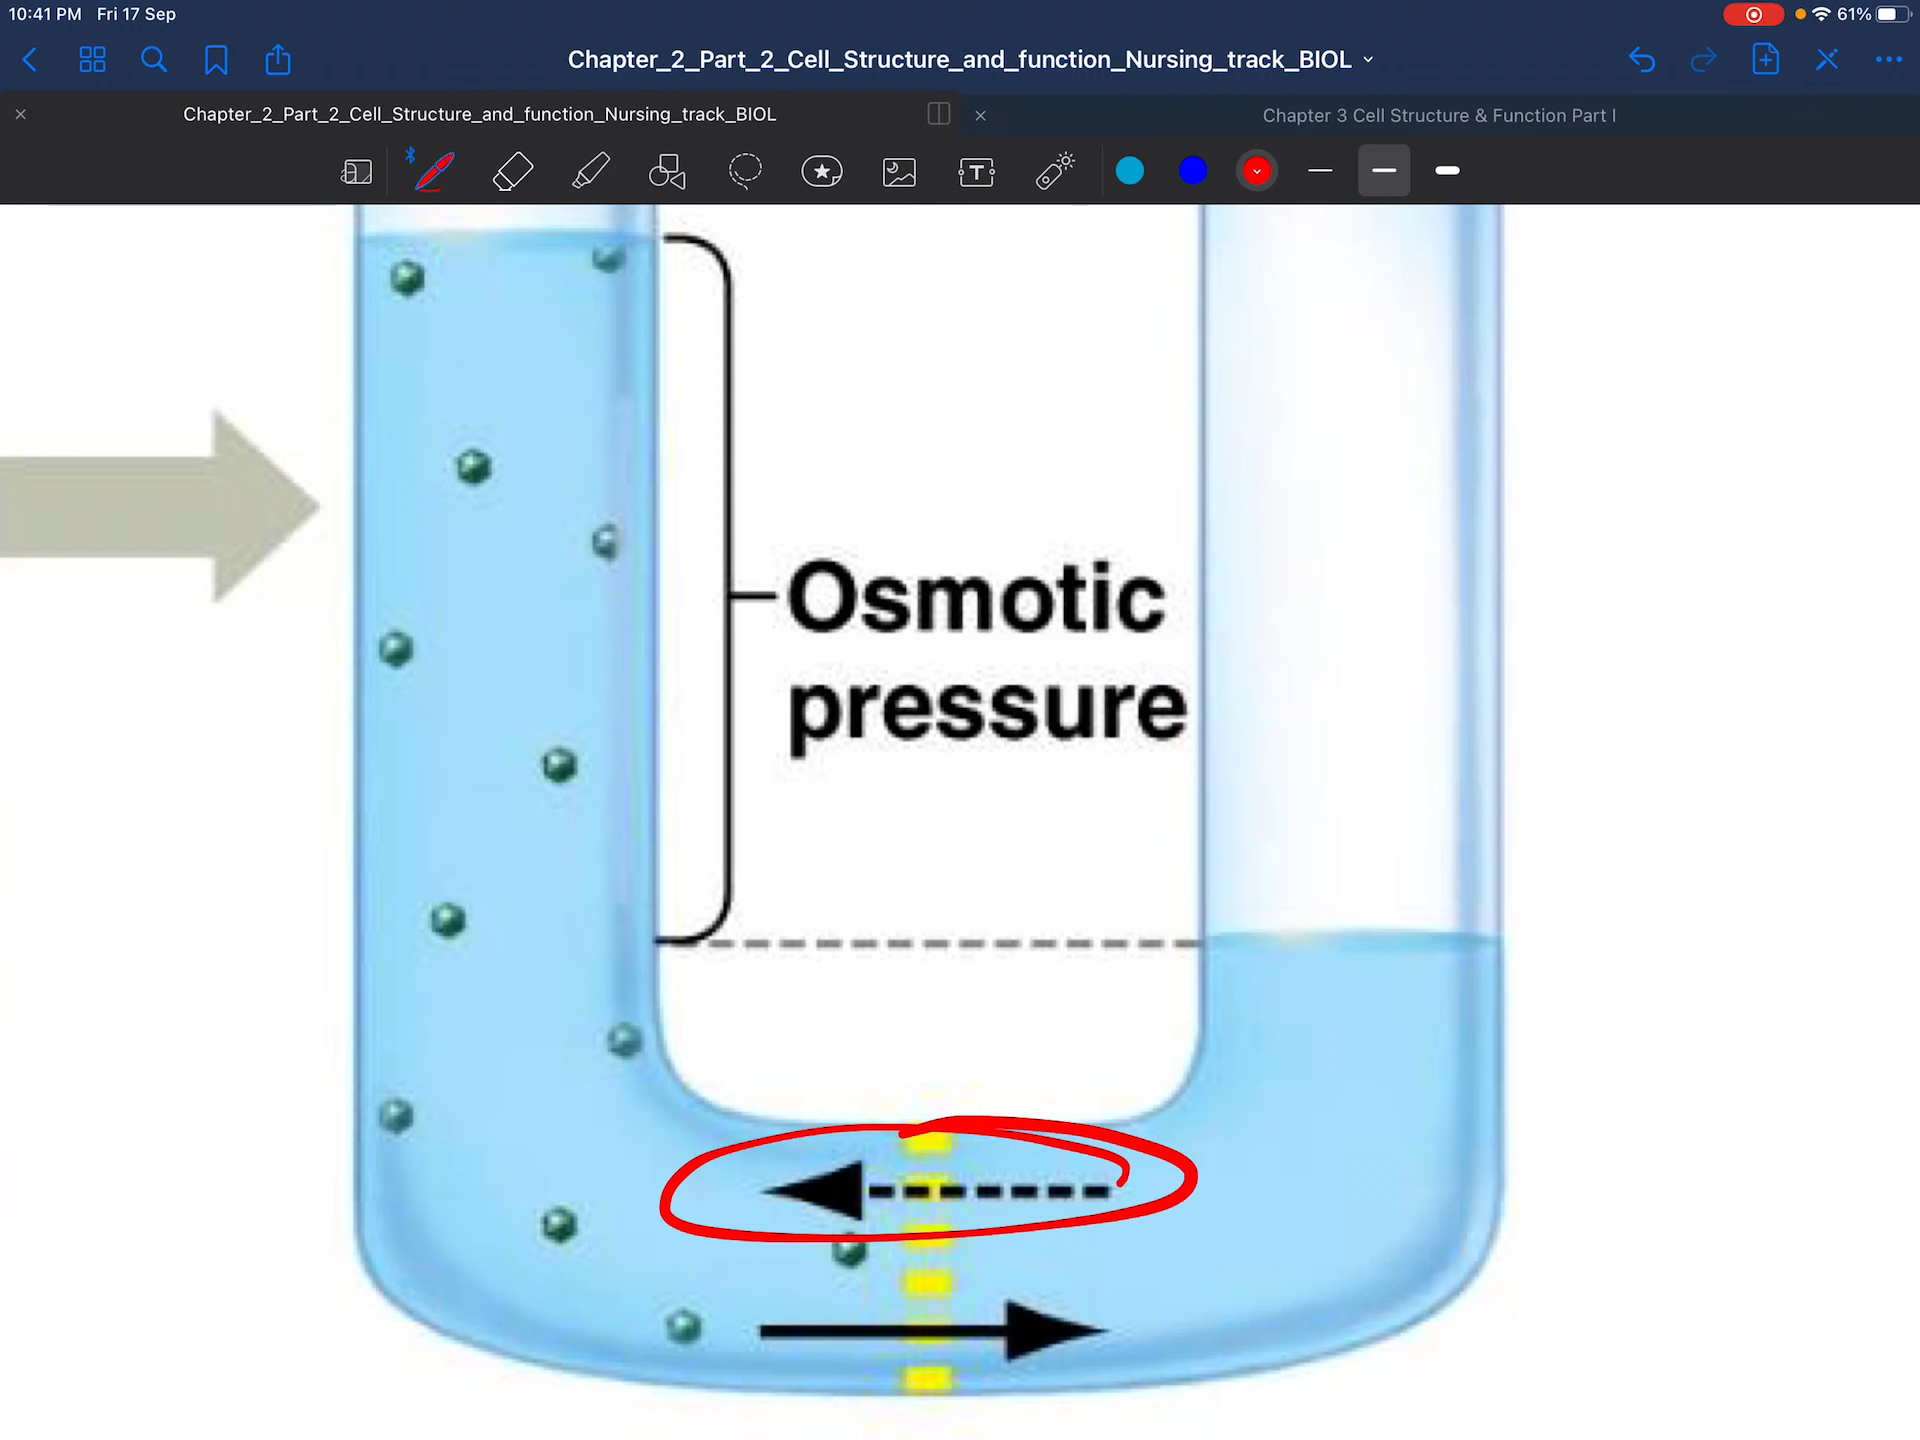 10:41 PM Fri 17 Sep
61%
Chapter_2_Part_2_Cell_Structure_and_function_Nursing_track_BIOL
Chapter_2_Part_2_Cell_Structure_and_function_Nursing_track_BIOL
Chapter 3 Cell Structure & Function Part I
T
Osmotic
pressure